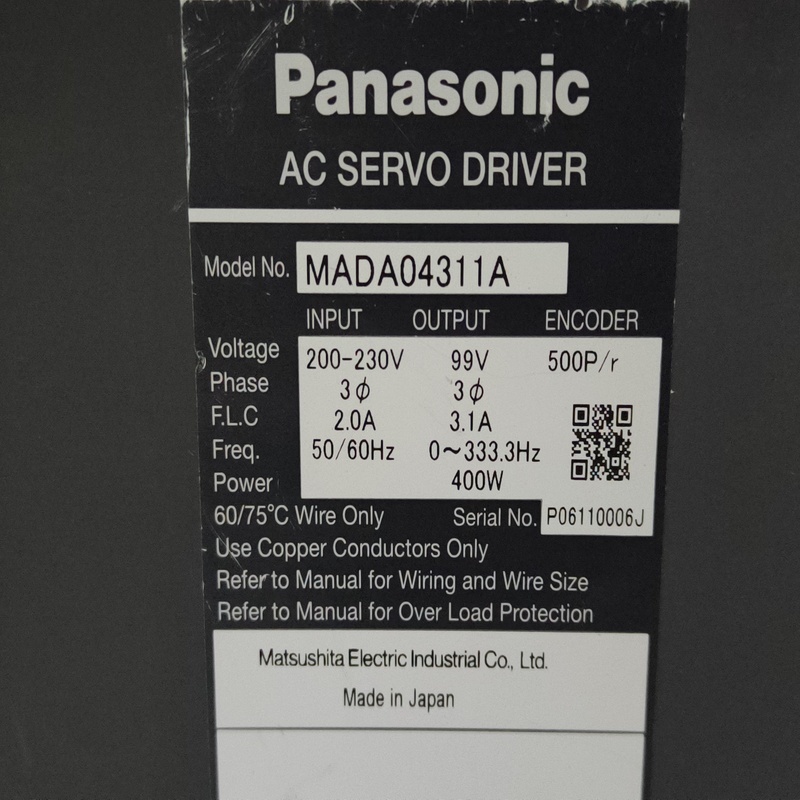 Panasonic
AC SERVO DRIVER
Model No. MADA04311A
INPUT OUTPUT ENCODER
Voltage 200-230V 99V 500P/r
Phase 3ϕ 3ϕ
F.L.C 2.0A 3.1A
Freq. 50/60Hz 0~333.3Hz
Power 400W
60/75°C Wire Only Serial No. P06110006J
Use Copper Conductors Only
Refer to Manual for Wiring and Wire Size
Refer to Manual for Over Load Protection
Matsushita Electric Industrial Co., Ltd.
Made in Japan